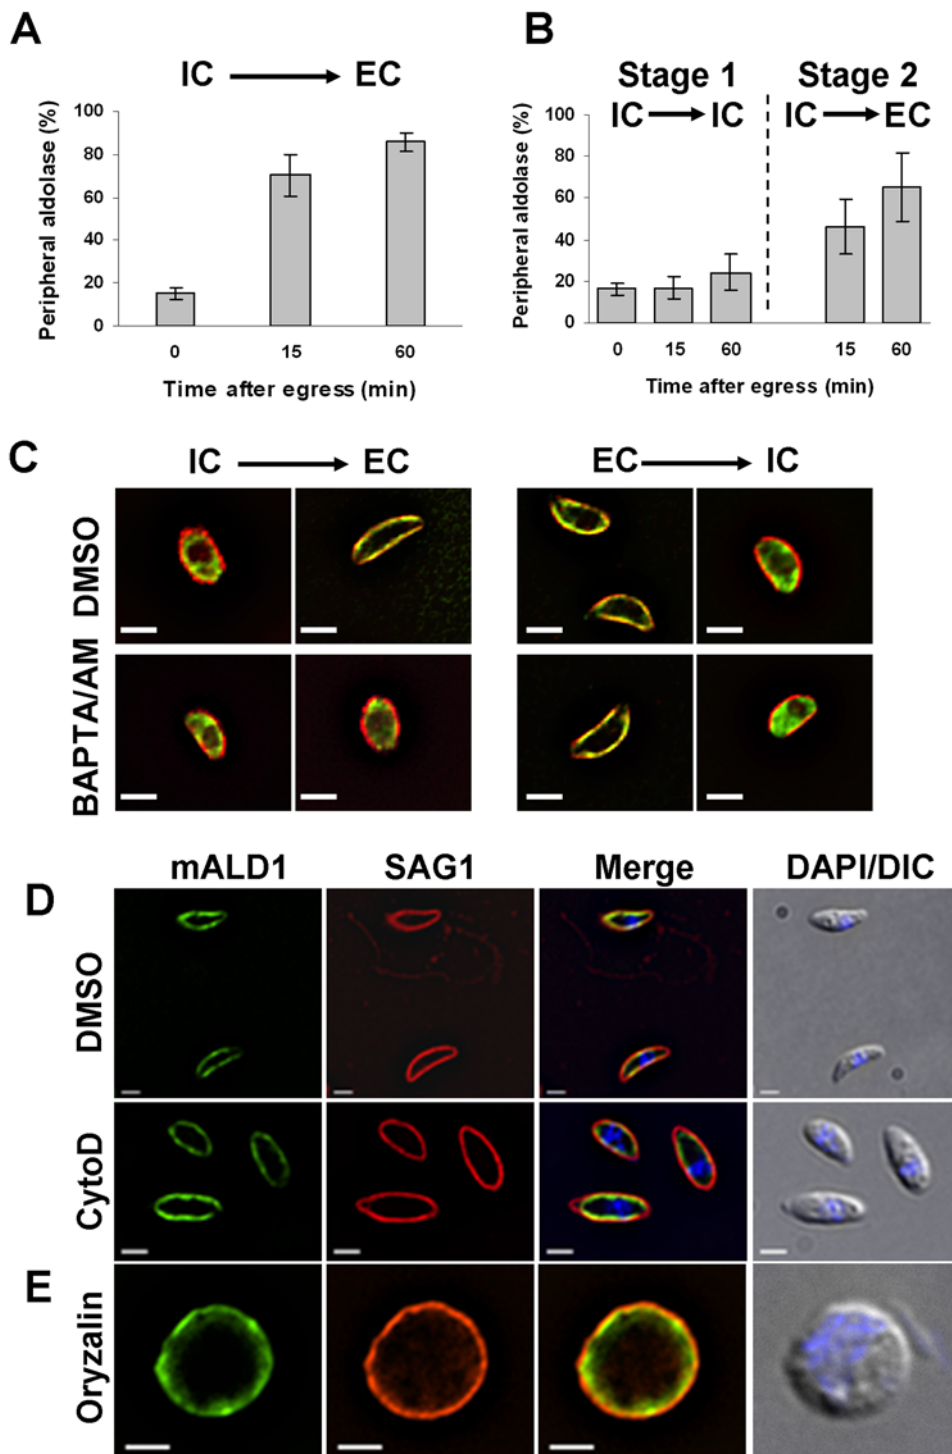 A
IC → EC
Peripheral aldolase (%)
100
80
60
40
20
0
0 15 60
Time after egress (min)
B
Stage 1 Stage 2
IC → IC IC → EC
Peripheral aldolase (%)
100
80
60
40
20
0
0 15 60 15 60
Time after egress (min)
C
IC → EC EC → IC
DMSO
BAPTA/AM
mALD1 SAG1 Merge DAPI/DIC
D
DMSO
CytoD
E
Oryzalin